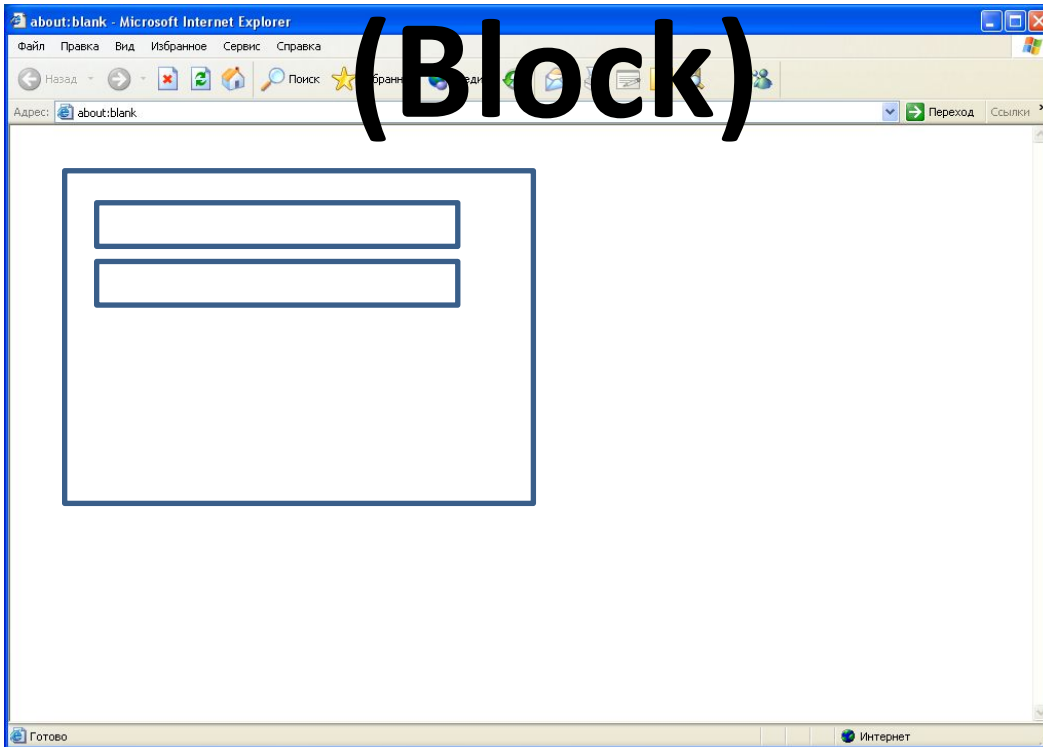 about:blank - Microsoft Internet Explorer
(Block)
Файл Правка Вид Избранное Сервис Справка
Назад Поиск
Адрес: about:blank Переход Ссылки
Готово Интернет